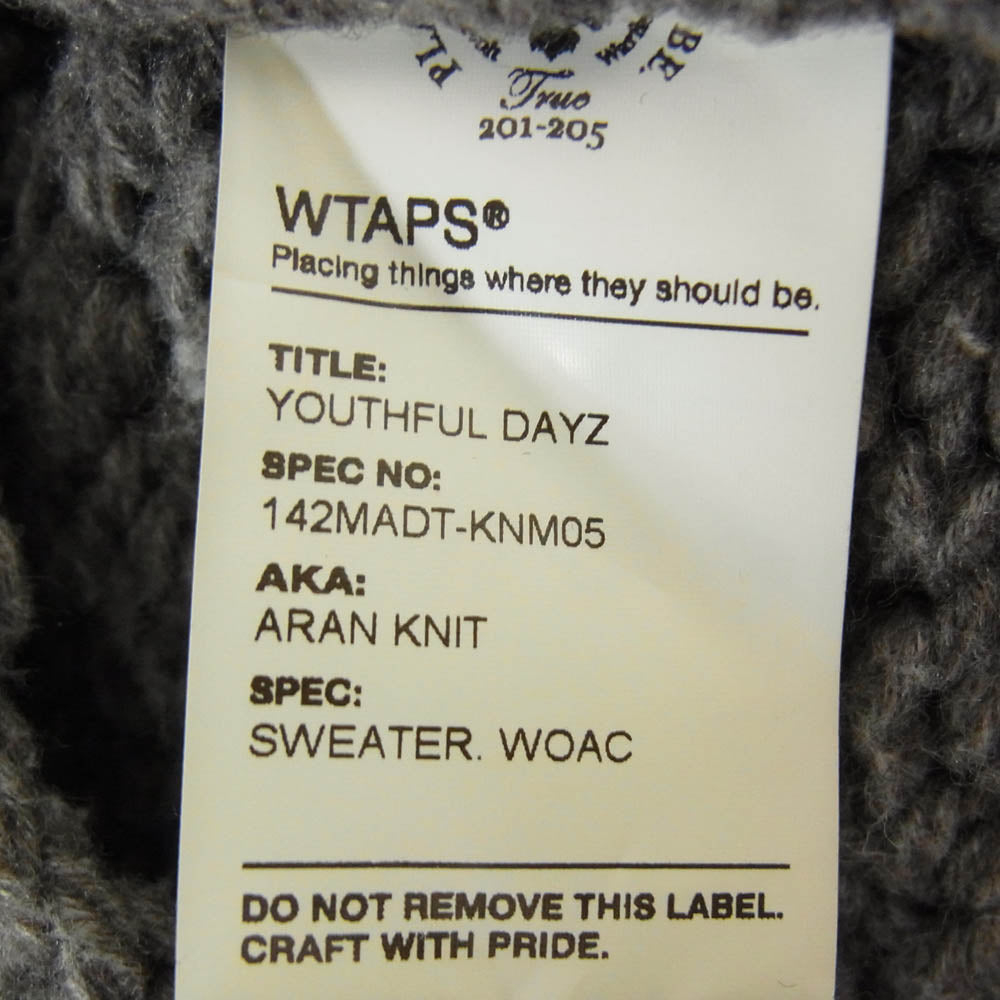 BE.
True
201-205
WTAPS®
Placing things where they should be.
TITLE:
YOUTHFUL DAYZ
SPEC NO:
142MADT-KNM05
AKA:
ARAN KNIT
SPEC:
SWEATER. WOAC
DO NOT REMOVE THIS LABEL.
CRAFT WITH PRIDE.